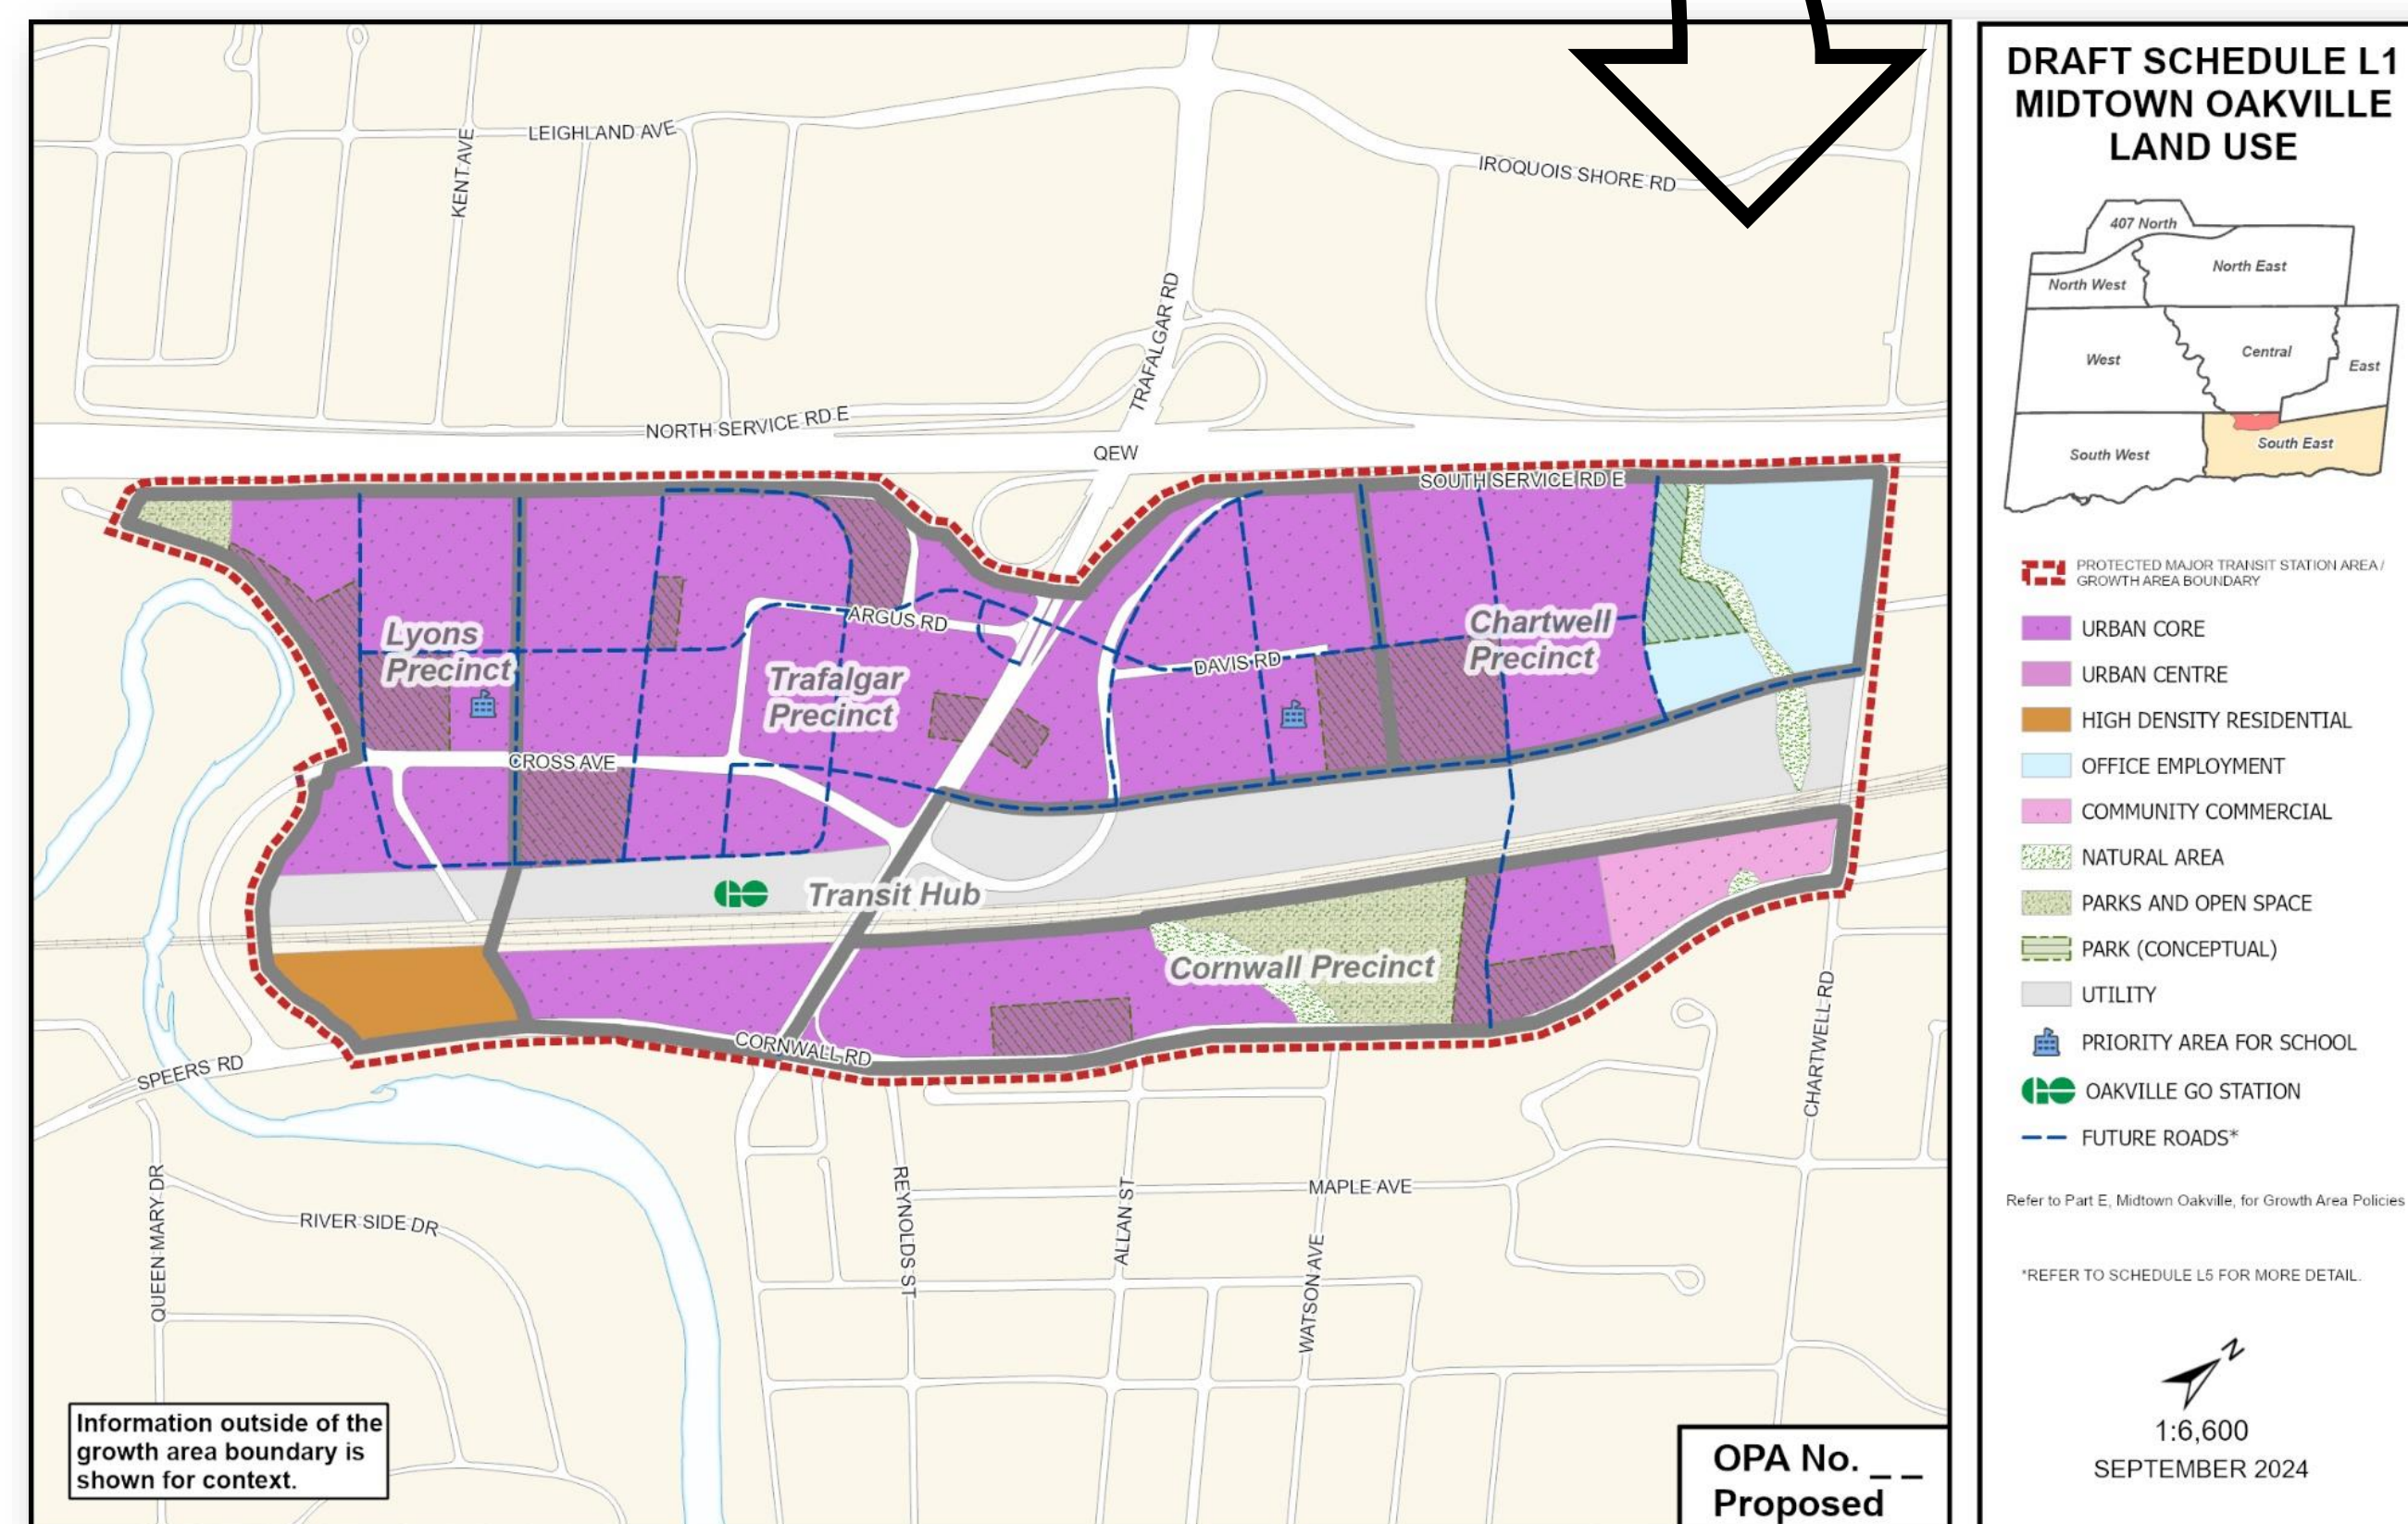 LEIGHLAND AVE
KENT AVE
IROQUOIS SHORE RD
TRAFALGAR RD
NORTH SERVICE RD E
QEW
SOUTH SERVICE RD E
Lyons
Precinct
ARGUS RD
Trafalgar
Precinct
DAVIS RD
Chartwell
Precinct
CROSS AVE
Transit Hub
Cornwall Precinct
CORNWALL RD
SPEERS RD
CHARTWELL RD
QUEEN MARY DR
RIVER SIDE DR
REYNOLDS ST
ALLAN ST
MAPLE AVE
WATSON AVE
Information outside of the
growth area boundary is
shown for context.
OPA No. _ _
Proposed
DRAFT SCHEDULE L1
MIDTOWN OAKVILLE
LAND USE
407 North
North East
North West
West
Central
East
South West
South East
PROTECTED MAJOR TRANSIT STATION AREA /
GROWTH AREA BOUNDARY
URBAN CORE
URBAN CENTRE
HIGH DENSITY RESIDENTIAL
OFFICE EMPLOYMENT
COMMUNITY COMMERCIAL
NATURAL AREA
PARKS AND OPEN SPACE
PARK (CONCEPTUAL)
UTILITY
PRIORITY AREA FOR SCHOOL
GO OAKVILLE GO STATION
FUTURE ROADS*
Refer to Part E, Midtown Oakville, for Growth Area Policies
*REFER TO SCHEDULE L5 FOR MORE DETAIL.
N
1:6,600
SEPTEMBER 2024